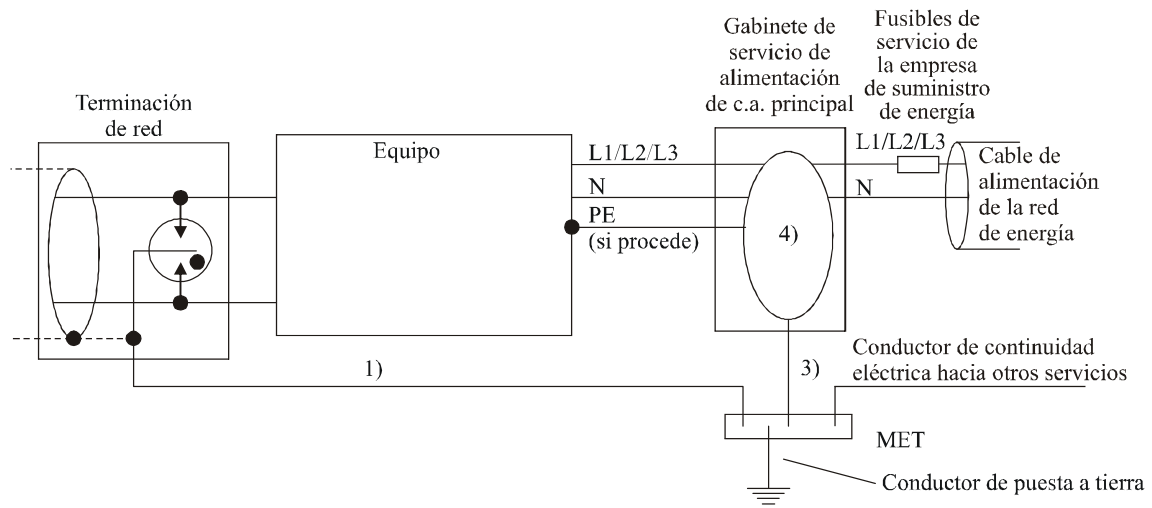 Gabinete de
servicio de
alimentación
de c.a. principal
Fusibles de
servicio de
la empresa
de suministro
de energía
Terminación
de red
Equipo
L1/L2/L3
N
PE
(si procede)
4)
L1/L2/L3
N
Cable de
alimentación
de la red
de energía
1)
3)
Conductor de continuidad
eléctrica hacia otros servicios
MET
Conductor de puesta a tierra